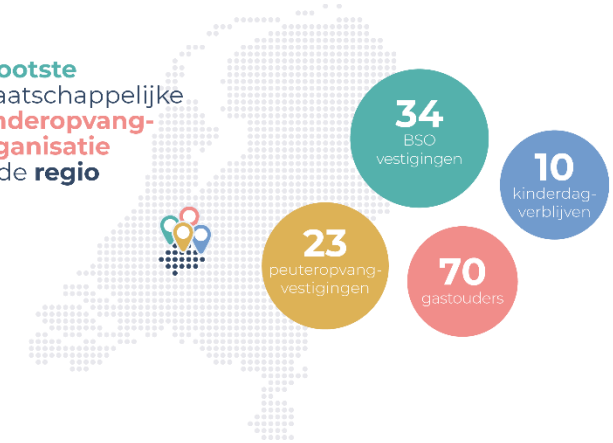 ootste
aatschappelijke
nderopvang-
ganisatie
de regio
34
BSO
vestigingen
10
kinderdag-
verblijven
23
peuteropvang-
vestigingen
70
gastouders